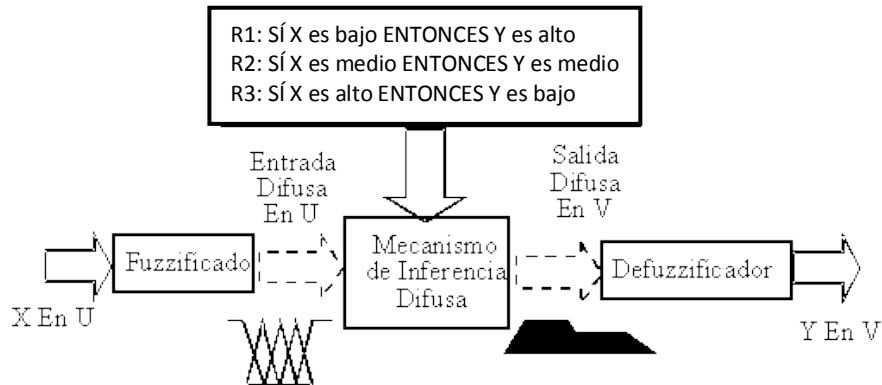 R1: SÍ X es bajo ENTONCES Y es alto
R2: SÍ X es medio ENTONCES Y es medio
R3: SÍ X es alto ENTONCES Y es bajo
Entrada
Difusa
En U
Salida
Difusa
En V
Fuzzificado
Mecanismo
de Inferencia
Difusa
Defuzzificador
X En U
Y En V